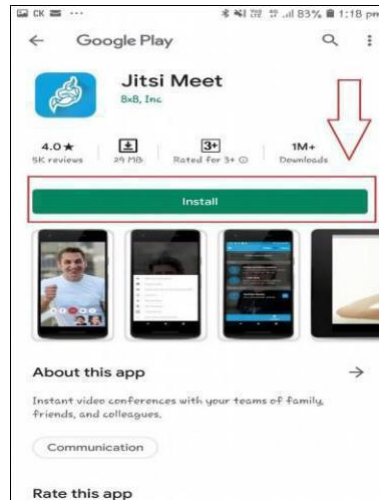 CK
83% 1:18 pm
Google Play
Jitsi Meet
8x8, Inc
4.0★
5K reviews
29 MB
3+
Rated for 3+
1M+
Downloads
Install
About this app
Instant video conferences with your teams of family,
friends, and colleagues.
Communication
Rate this app